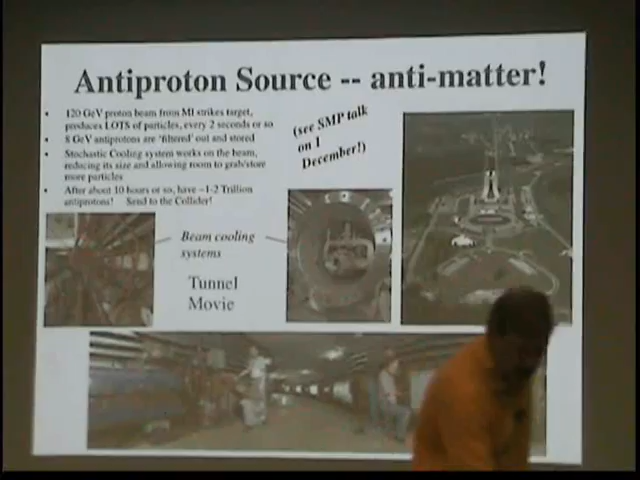 Antiproton Source -- anti-matter!
• 120 GeV proton beam from MI strikes target,
produces LOTS of particles, every 2 seconds or so
• 8 GeV antiprotons are 'filtered' out and stored
• Stochastic Cooling system works on the beam,
reducing its size and allowing room to grab/store
more particles
• After about 10 hours or so, have ~1-2 Trillion
antiprotons! Send to the Collider!
(see SMP talk
on 1
December!)
Beam cooling
systems
Tunnel
Movie